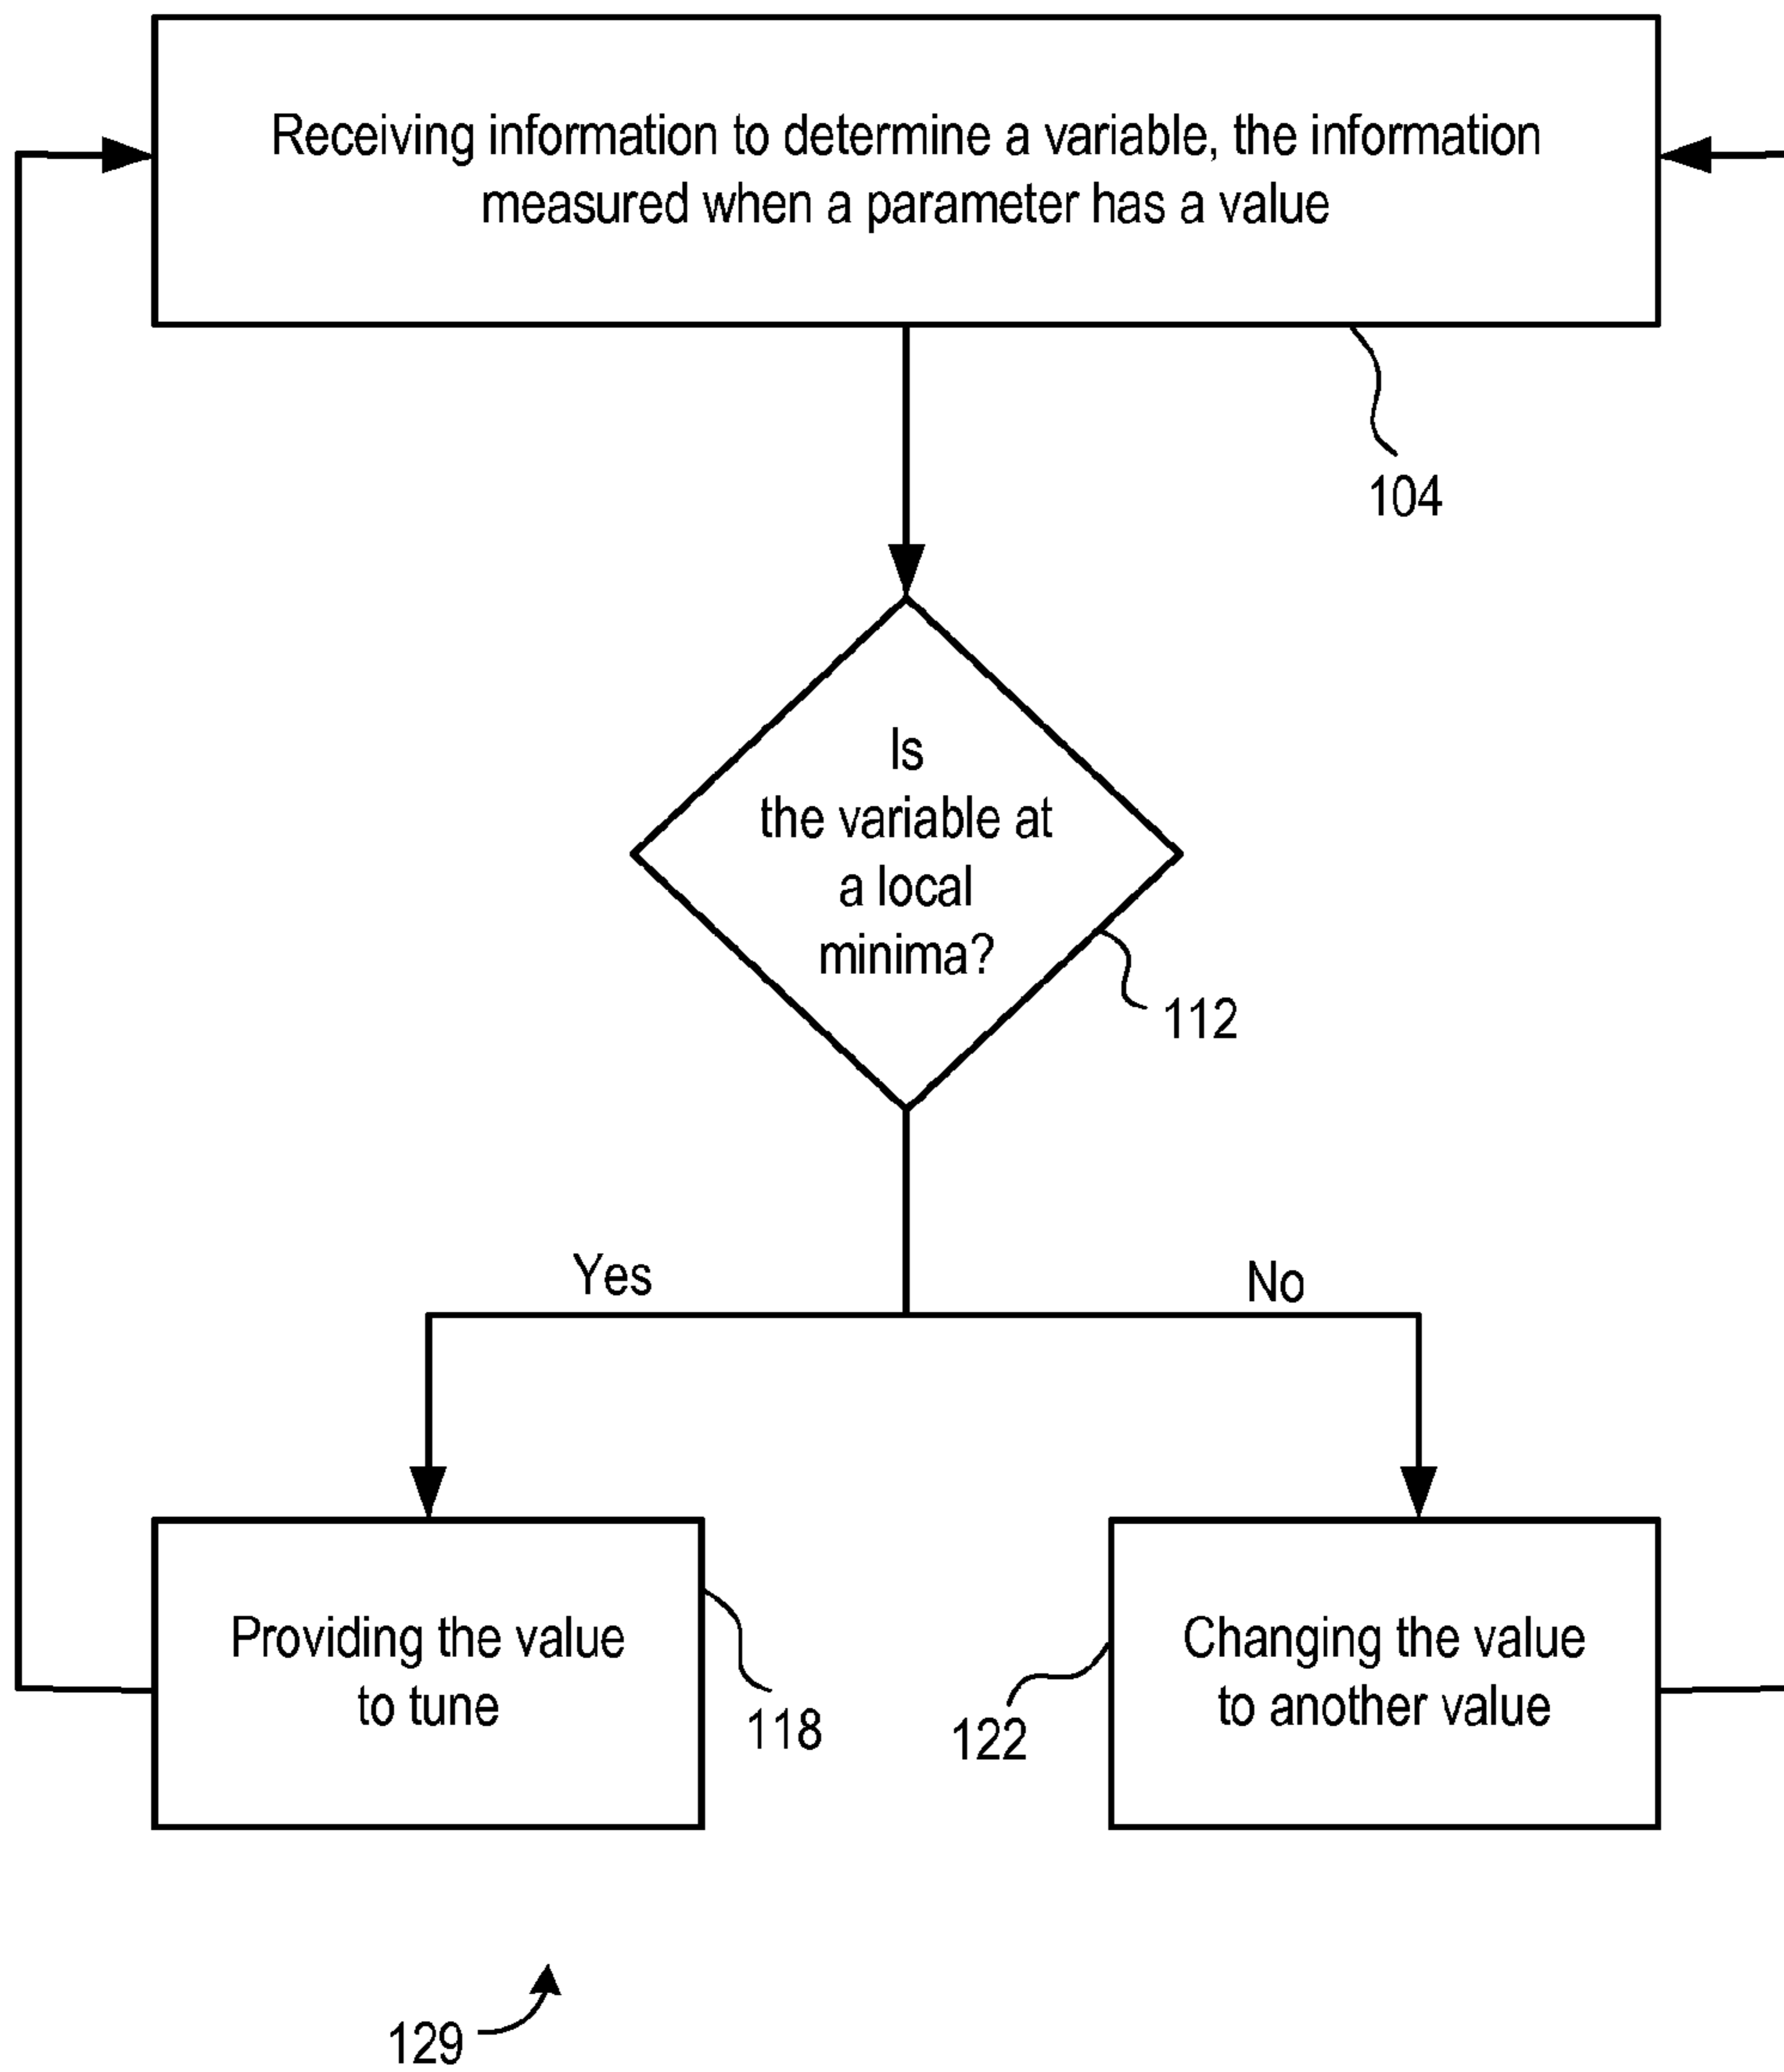 Receiving information to determine a variable, the information
measured when a parameter has a value
104
Is
the variable at
a local
minima?
112
Yes
No
Providing the value
to tune
118
122
Changing the value
to another value
129